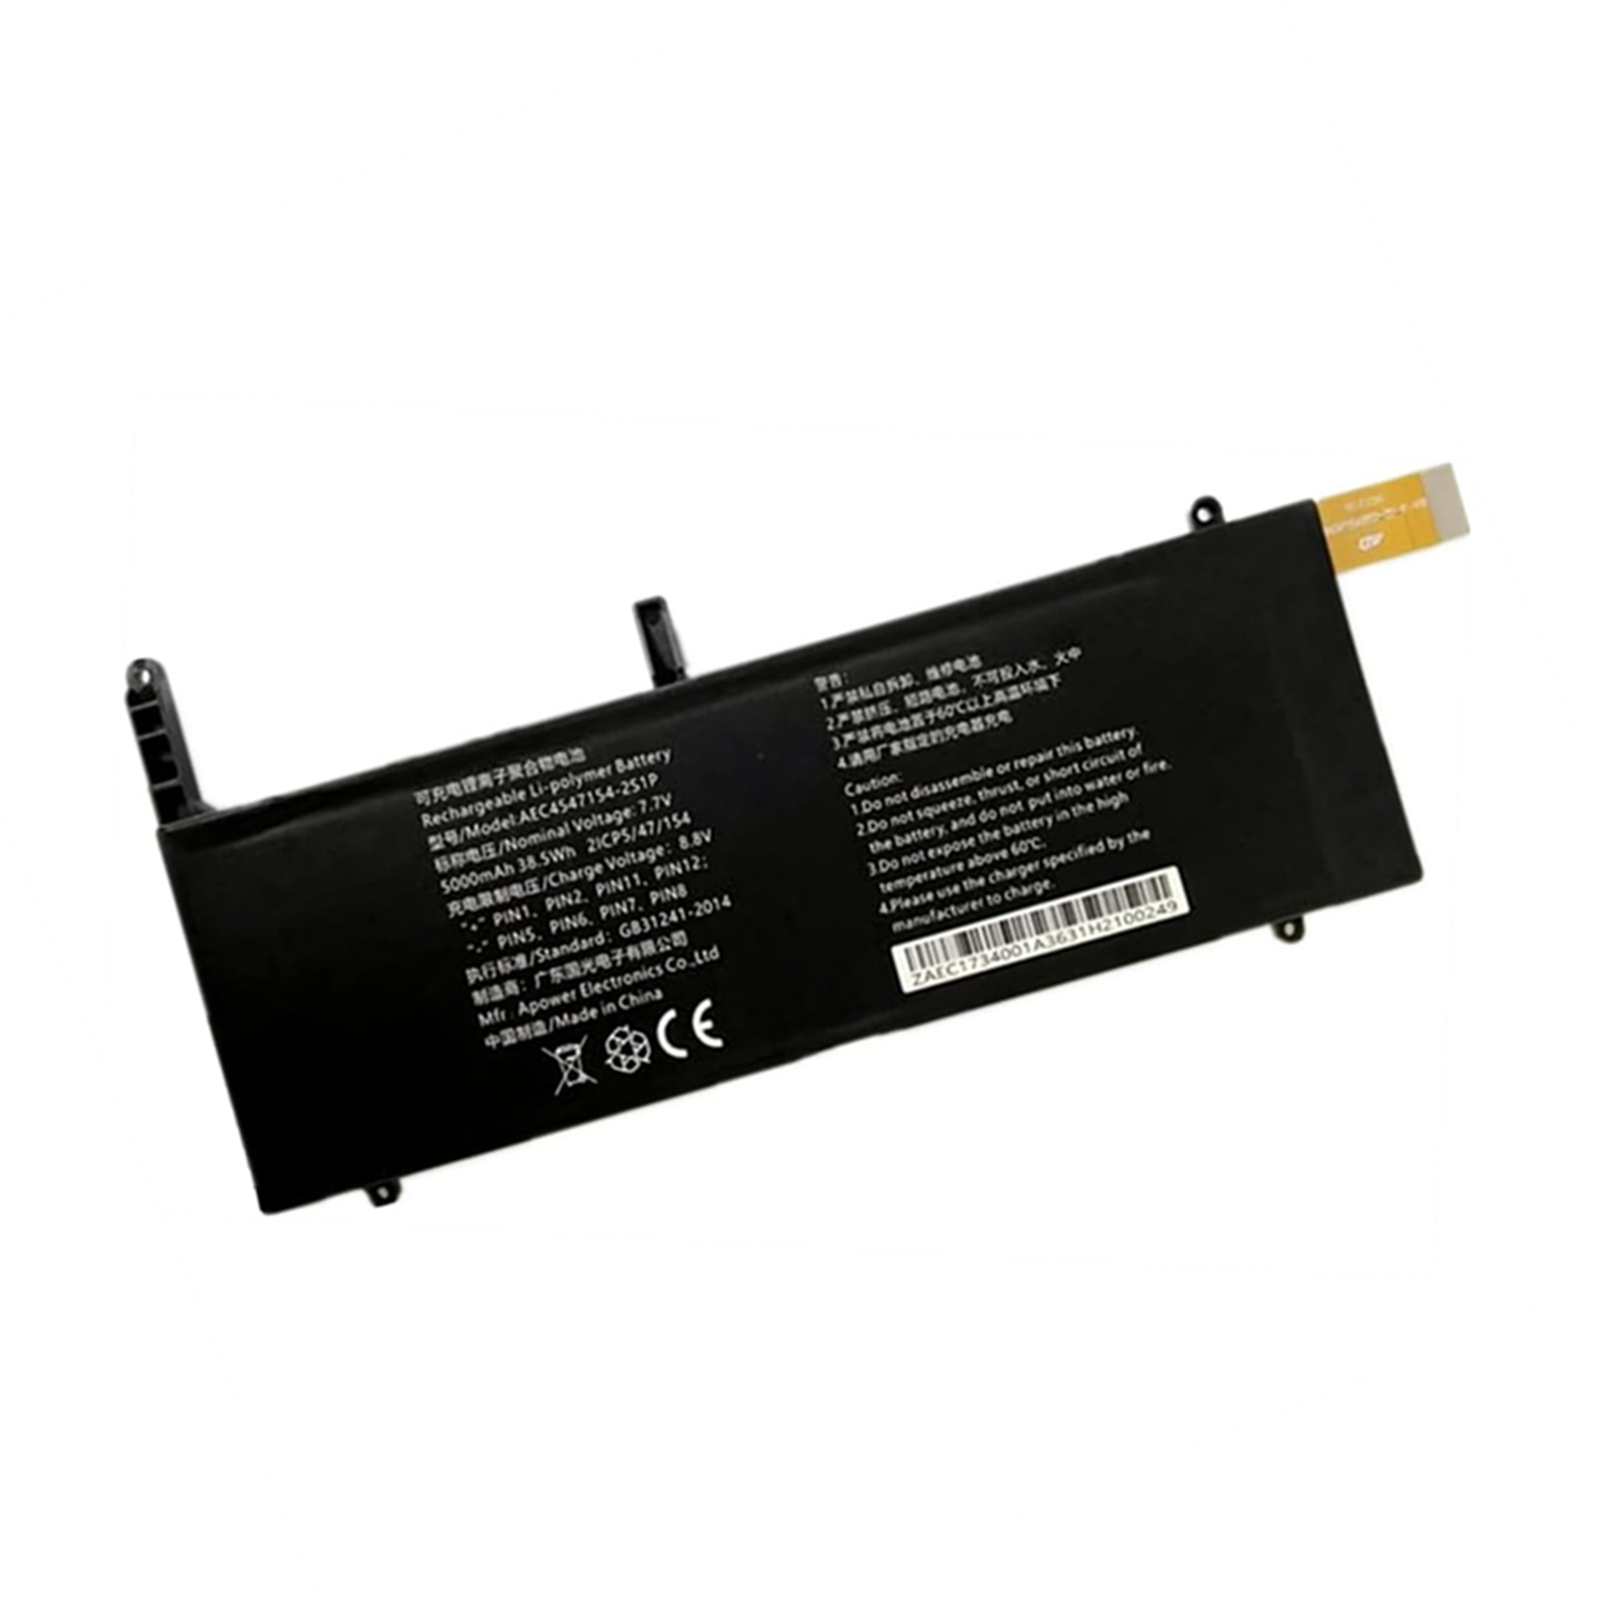 可充电锂离子聚合物电池
Rechargeable Li-polymer Battery
型号/Model:AEC4547154-2S1P
标称电压/Nominal Voltage: 7.7V
5000mAh 38.5Wh 2ICP5/47/154
充电限制电压/Charge Voltage: 8.8V
"+" PIN1、PIN2、PIN11、PIN12;
"-" PIN5、PIN6、PIN7、PIN8
执行标准/Standard: GB31241-2014
制造商: 广东国光电子有限公司
Mfr : Apower Electronics Co.,Ltd
中国制造/Made in China
CE
警告:
1.严禁私自拆卸、维修电池
2.严禁挤压、短路电池、不可投入水、火中
3.严禁将电池置于60℃以上高温环境下
4.请用厂家指定的充电器充电
Caution:
1.Do not disassemble or repair this battery.
2.Do not squeeze, thrust, or short circuit of
the battery, and do not put into water or fire.
3.Do not expose the battery in the high
temperature above 60℃.
4.Please use the charger specified by the
manufacturer to charge.
ZAEC1734001A3631H2100249